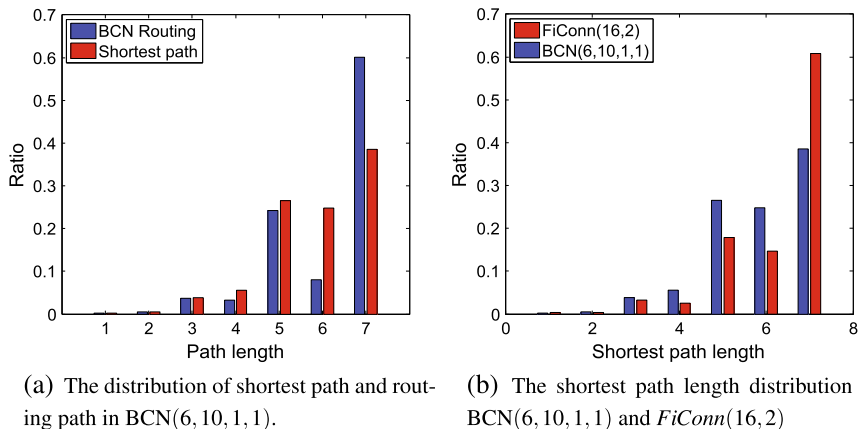 0.7
0.6
0.5
0.4
0.3
0.2
0.1
0
Ratio
BCN Routing
Shortest path
1 2 3 4 5 6 7
Path length
(a) The distribution of shortest path and rout-
ing path in BCN(6, 10, 1, 1).
0.7
0.6
0.5
0.4
0.3
0.2
0.1
0
Ratio
FiConn(16,2)
BCN(6,10,1,1)
0 2 4 6 8
Shortest path length
(b) The shortest path length distribution
BCN(6, 10, 1, 1) and FiConn(16, 2)